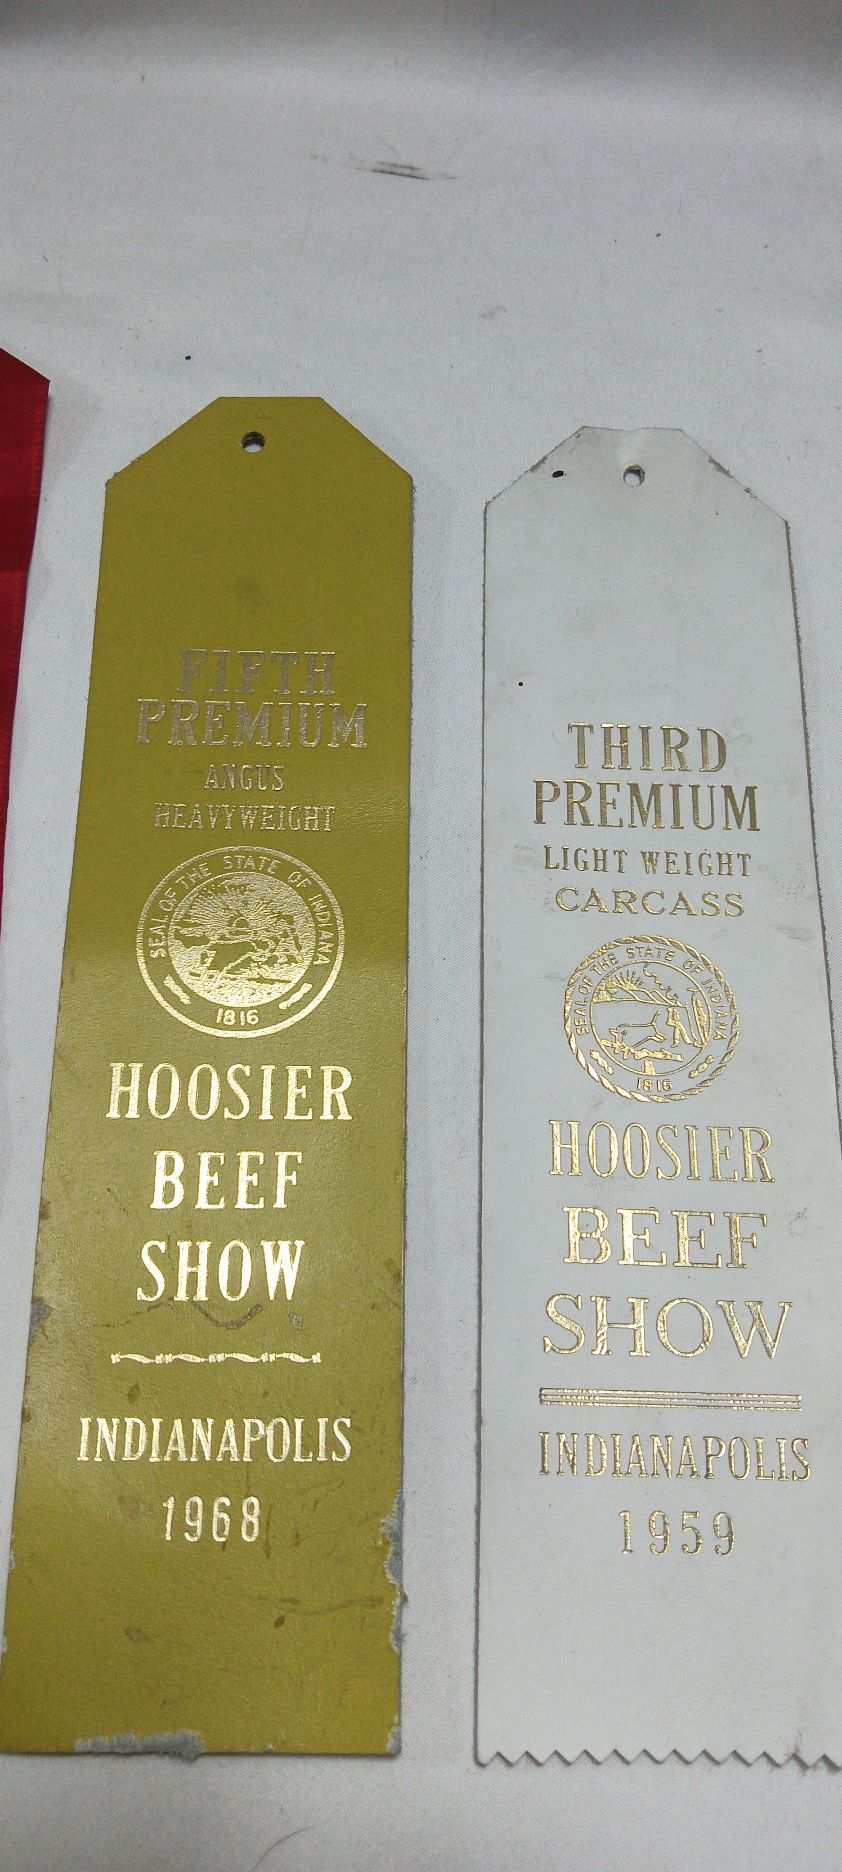 FIFTH
PREMIUM
ANGUS
HEAVYWEIGHT
SEAL OF THE STATE OF INDIANA
1816
HOOSIER
BEEF
SHOW
INDIANAPOLIS
1968
THIRD
PREMIUM
LIGHT WEIGHT
CARCASS
SEAL OF THE STATE OF INDIANA
1816
HOOSIER
BEEF
SHOW
INDIANAPOLIS
1959